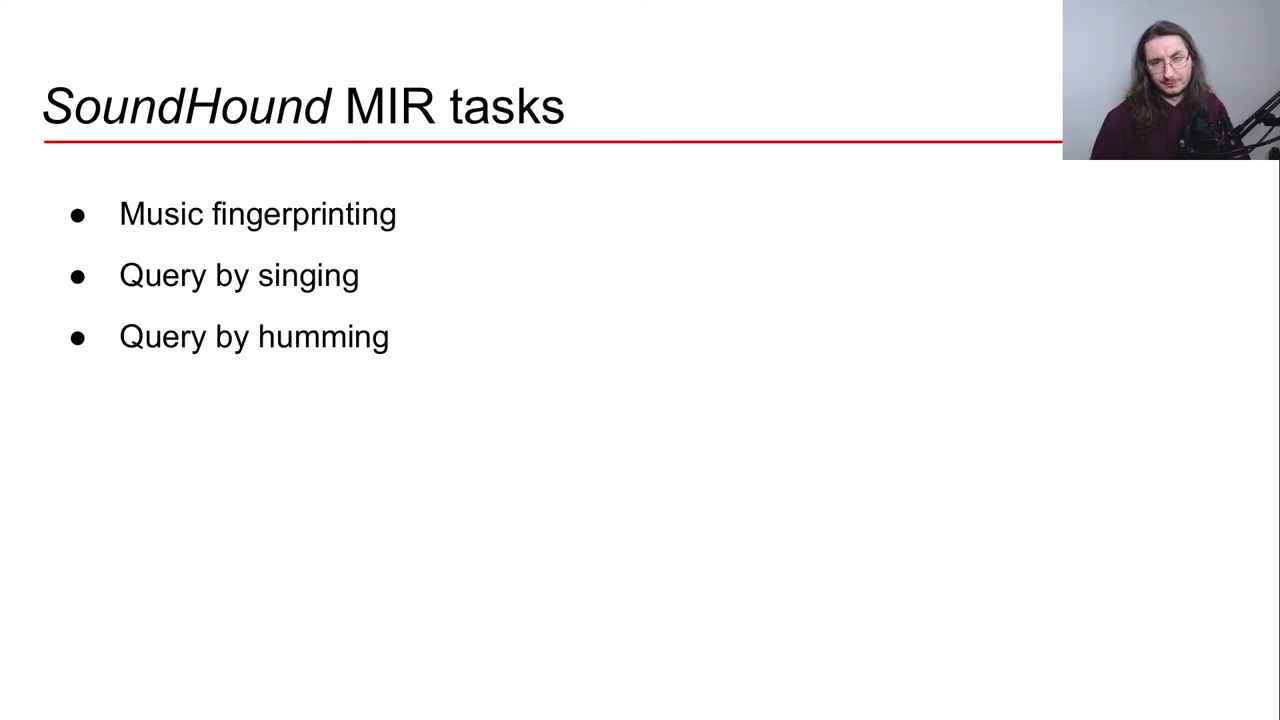 SoundHound MIR tasks
● Music fingerprinting
● Query by singing
● Query by humming